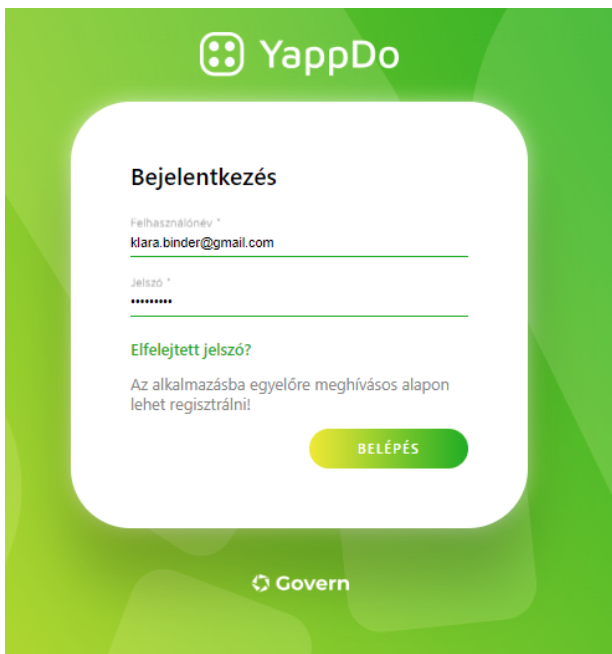 YappDo
Bejelentkezés
Felhasználónév *
klara.binder@gmail.com
Jelszó *
•••••••••
Elfelejtett jelszó?
Az alkalmazásba egyelőre meghívásos alapon
lehet regisztrálni!
BELÉPÉS
Govern